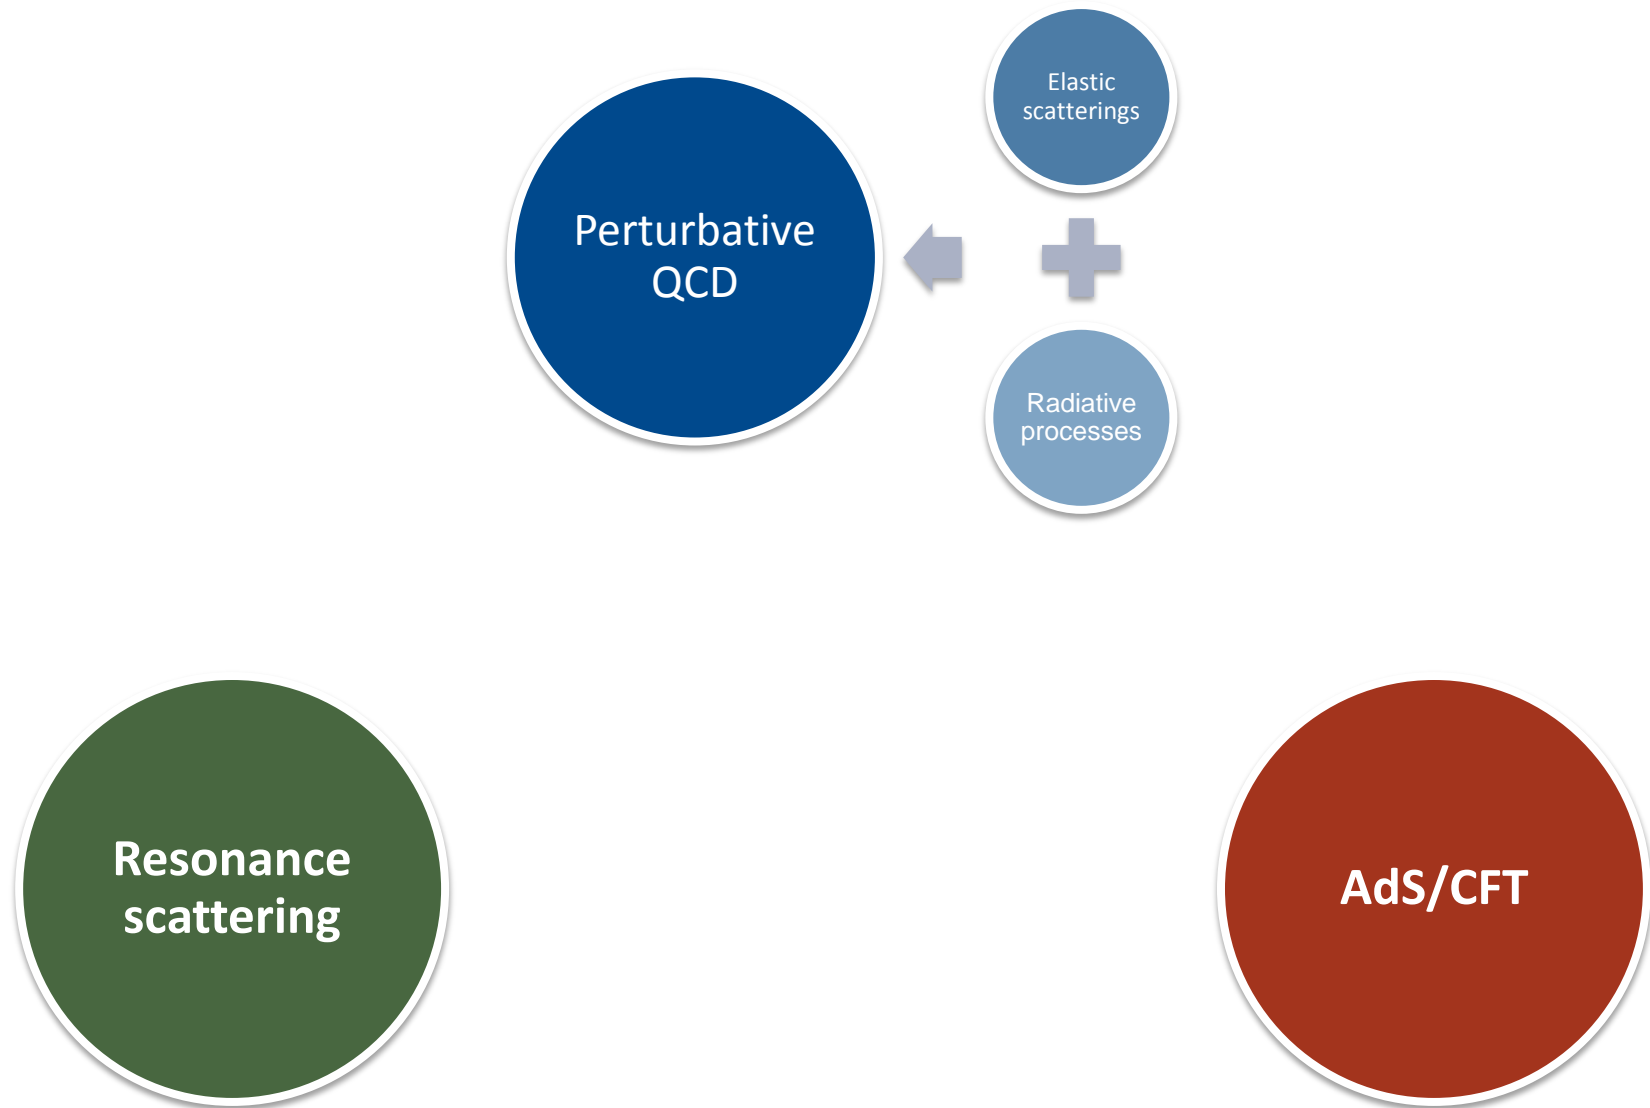 Elastic
scatterings
Perturbative
QCD
Radiative
processes
Resonance
scattering
AdS/CFT